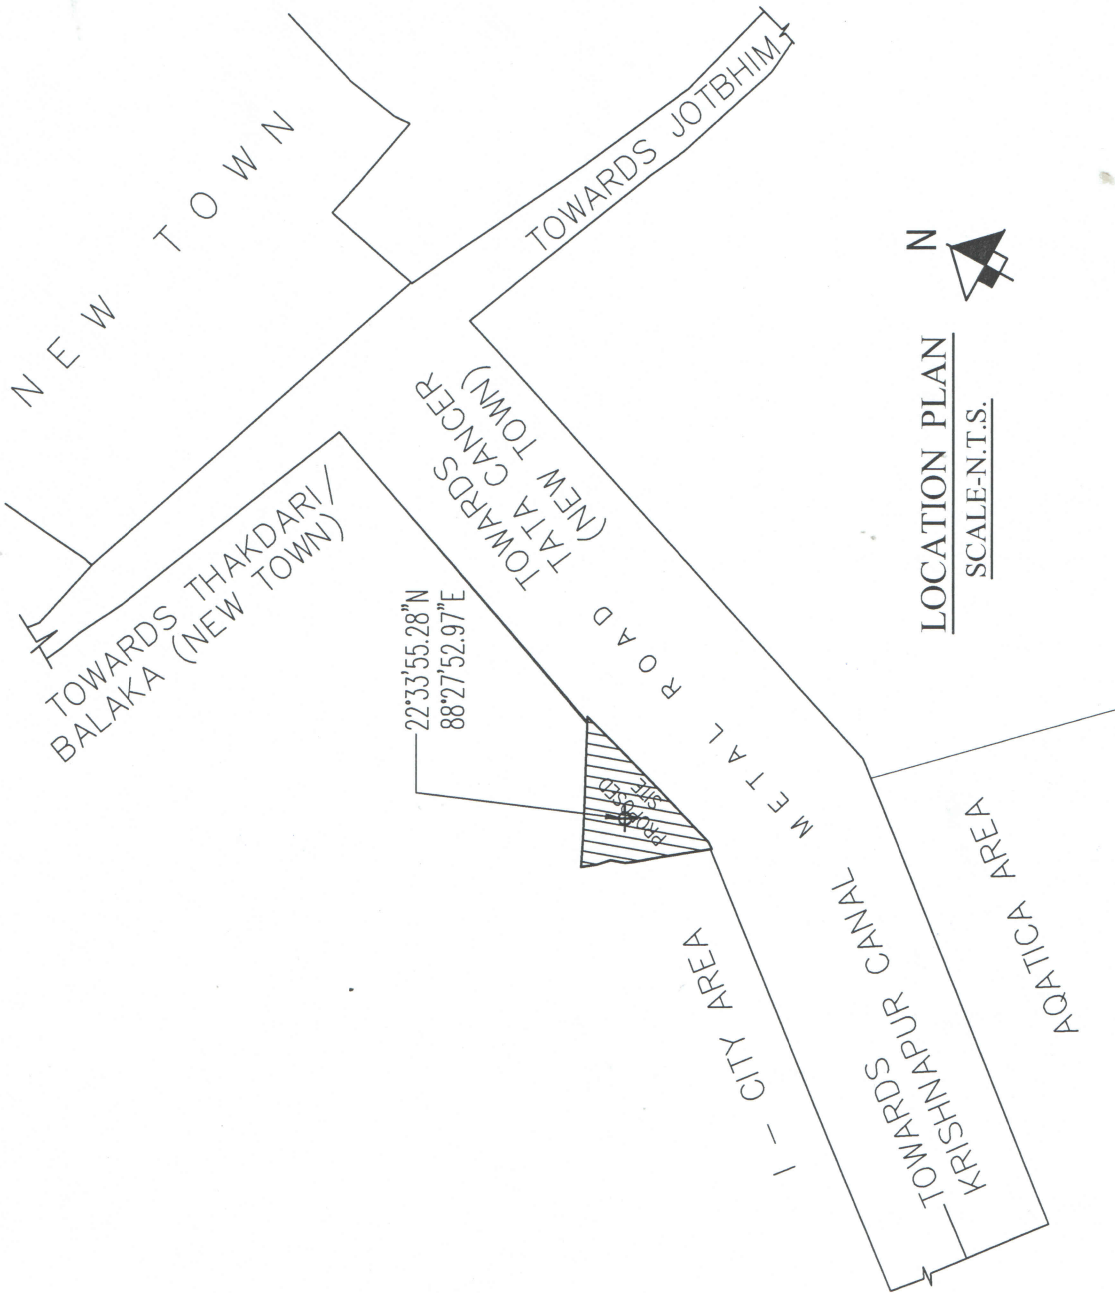 NEW TOWN
TOWARDS JOTBHIM
TOWARDS THAKDARI/
BALAKA (NEW TOWN)
TOWARDS
TATA CANCER
(NEW TOWN)
22°33'55.28"N
88°27'52.97"E
PROPOSED
SITE
METAL ROAD
I - CITY AREA
TOWARDS
KRISHNAPUR CANAL
AQATICA AREA
N
LOCATION PLAN
SCALE-N.T.S.